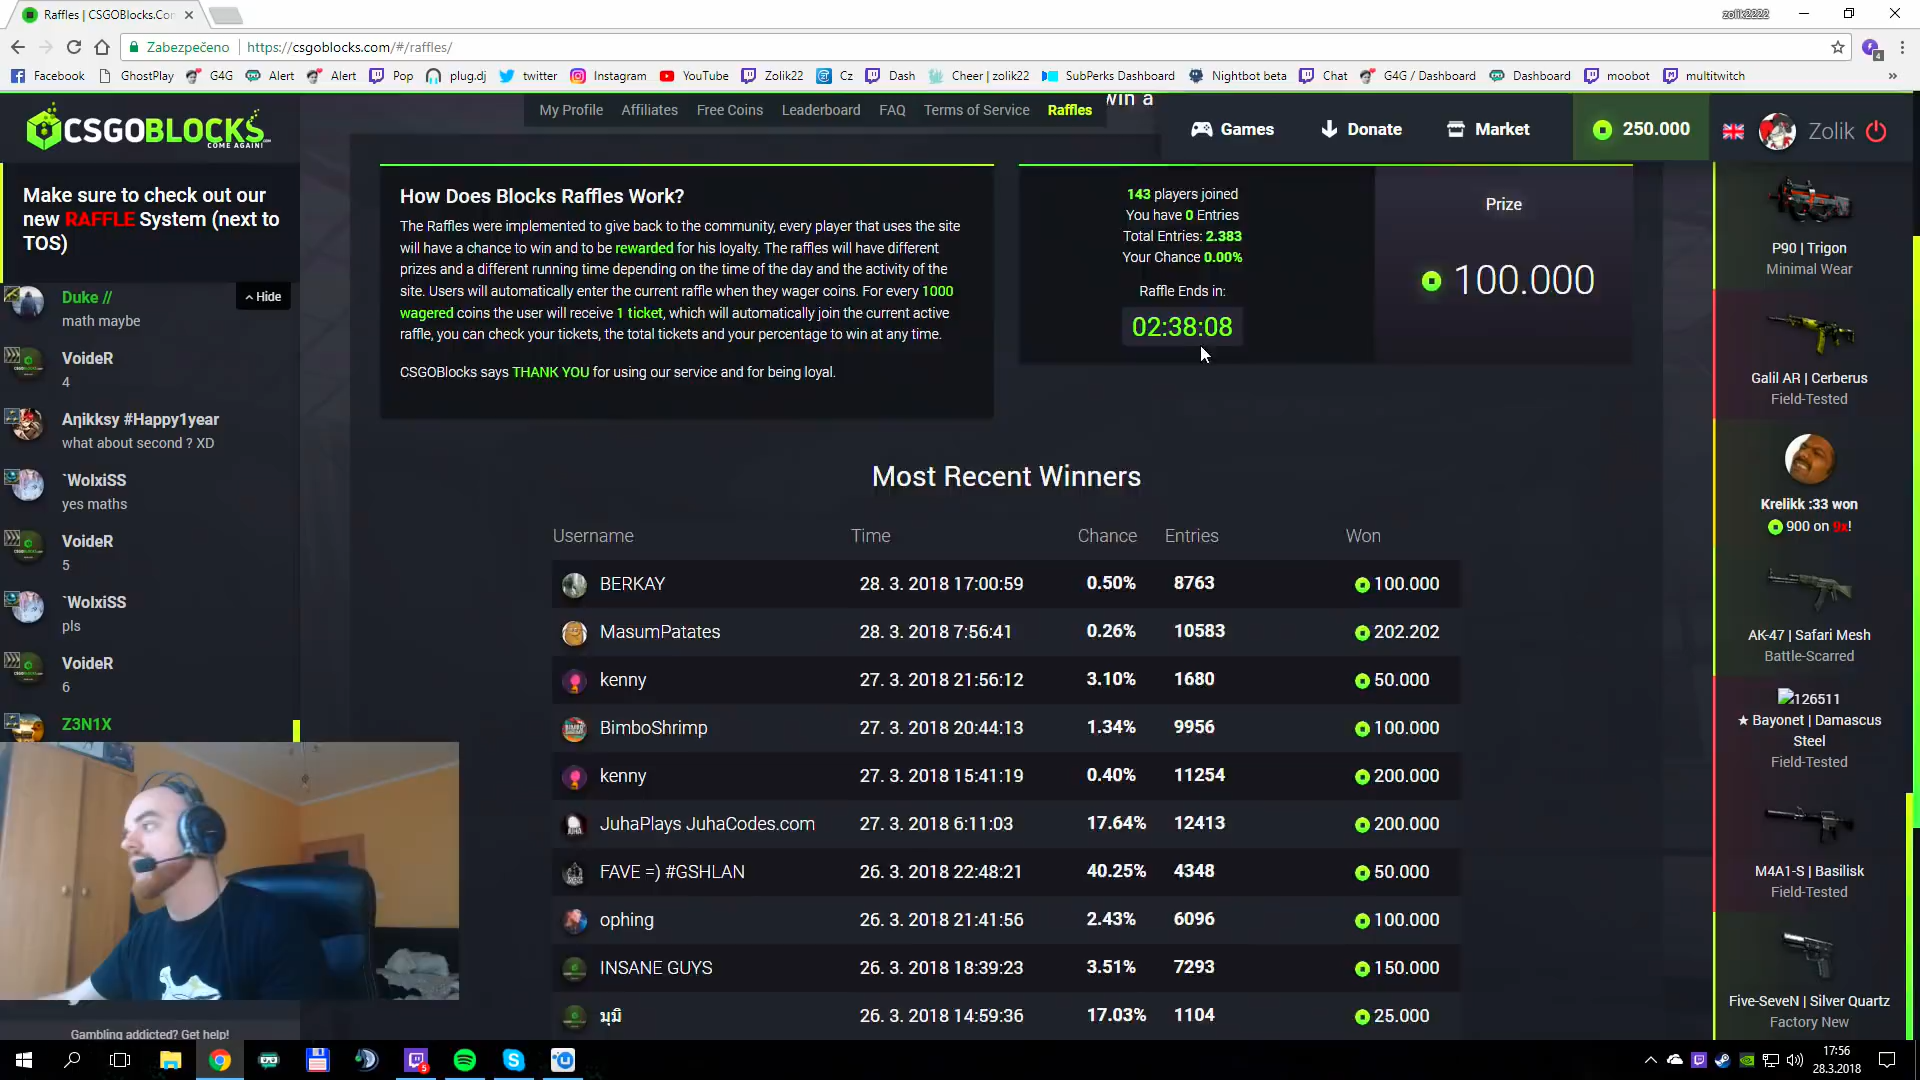 Raffles | CSGOBlocks.Com
zolik2222
Zabezpečeno
https://csgoblocks.com/#/raffles/
Facebook
GhostPlay
G4G
Alert
Alert
Pop
plug.dj
twitter
Instagram
YouTube
Zolik22
Cz
Dash
Cheer | zolik22
SubPerks Dashboard
Nightbot beta
Chat
G4G / Dashboard
Dashboard
moobot
multitwitch
CSGOBLOCKS.COM
COME AGAIN!
My Profile
Affiliates
Free Coins
Leaderboard
FAQ
Terms of Service
Raffles
win a
Games
Donate
Market
250.000
Zolik
Make sure to check out our
new RAFFLE System (next to
TOS)
Hide
Duke //
math maybe
VoideR
4
Aηikksy #Happy1year
what about second ? XD
`WolxiSS
yes maths
VoideR
5
`WolxiSS
pls
VoideR
6
Z3N1X
Gambling addicted? Get help!
How Does Blocks Raffles Work?
The Raffles were implemented to give back to the community, every player that uses the site
will have a chance to win and to be rewarded for his loyalty. The raffles will have different
prizes and a different running time depending on the time of the day and the activity of the
site. Users will automatically enter the current raffle when they wager coins. For every 1000
wagered coins the user will receive 1 ticket, which will automatically join the current active
raffle, you can check your tickets, the total tickets and your percentage to win at any time.
CSGOBlocks says THANK YOU for using our service and for being loyal.
143 players joined
You have 0 Entries
Total Entries: 2.383
Your Chance 0.00%
Raffle Ends in:
02:38:08
Prize
100.000
Most Recent Winners
Username Time Chance Entries Won
BERKAY 28. 3. 2018 17:00:59 0.50% 8763 100.000
MasumPatates 28. 3. 2018 7:56:41 0.26% 10583 202.202
kenny 27. 3. 2018 21:56:12 3.10% 1680 50.000
BimboShrimp 27. 3. 2018 20:44:13 1.34% 9956 100.000
kenny 27. 3. 2018 15:41:19 0.40% 11254 200.000
JuhaPlays JuhaCodes.com 27. 3. 2018 6:11:03 17.64% 12413 200.000
FAVE =) #GSHLAN 26. 3. 2018 22:48:21 40.25% 4348 50.000
ophing 26. 3. 2018 21:41:56 2.43% 6096 100.000
INSANE GUYS 26. 3. 2018 18:39:23 3.51% 7293 150.000
26. 3. 2018 14:59:36 17.03% 1104 25.000
P90 | Trigon
Minimal Wear
Galil AR | Cerberus
Field-Tested
Krelikk :33 won
900 on 9x!
AK-47 | Safari Mesh
Battle-Scarred
126511
★ Bayonet | Damascus
Steel
Field-Tested
M4A1-S | Basilisk
Field-Tested
Five-SeveN | Silver Quartz
Factory New
17:56
28.3.2018